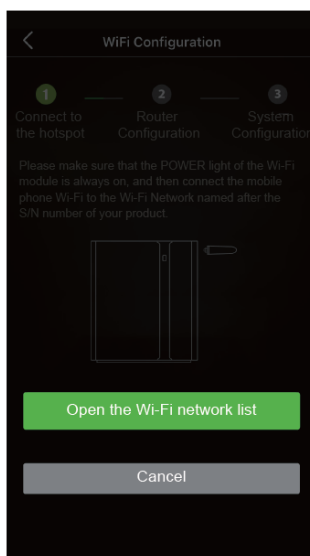 WiFi Configuration
1 2 3
Connect to Router System
the hotspot Configuration Configuration
Please make sure that the POWER light of the Wi-Fi
module is always on, and then connect the mobile
phone Wi-Fi to the Wi-Fi Network named after the
S/N number of your product.
Open the Wi-Fi network list
Cancel